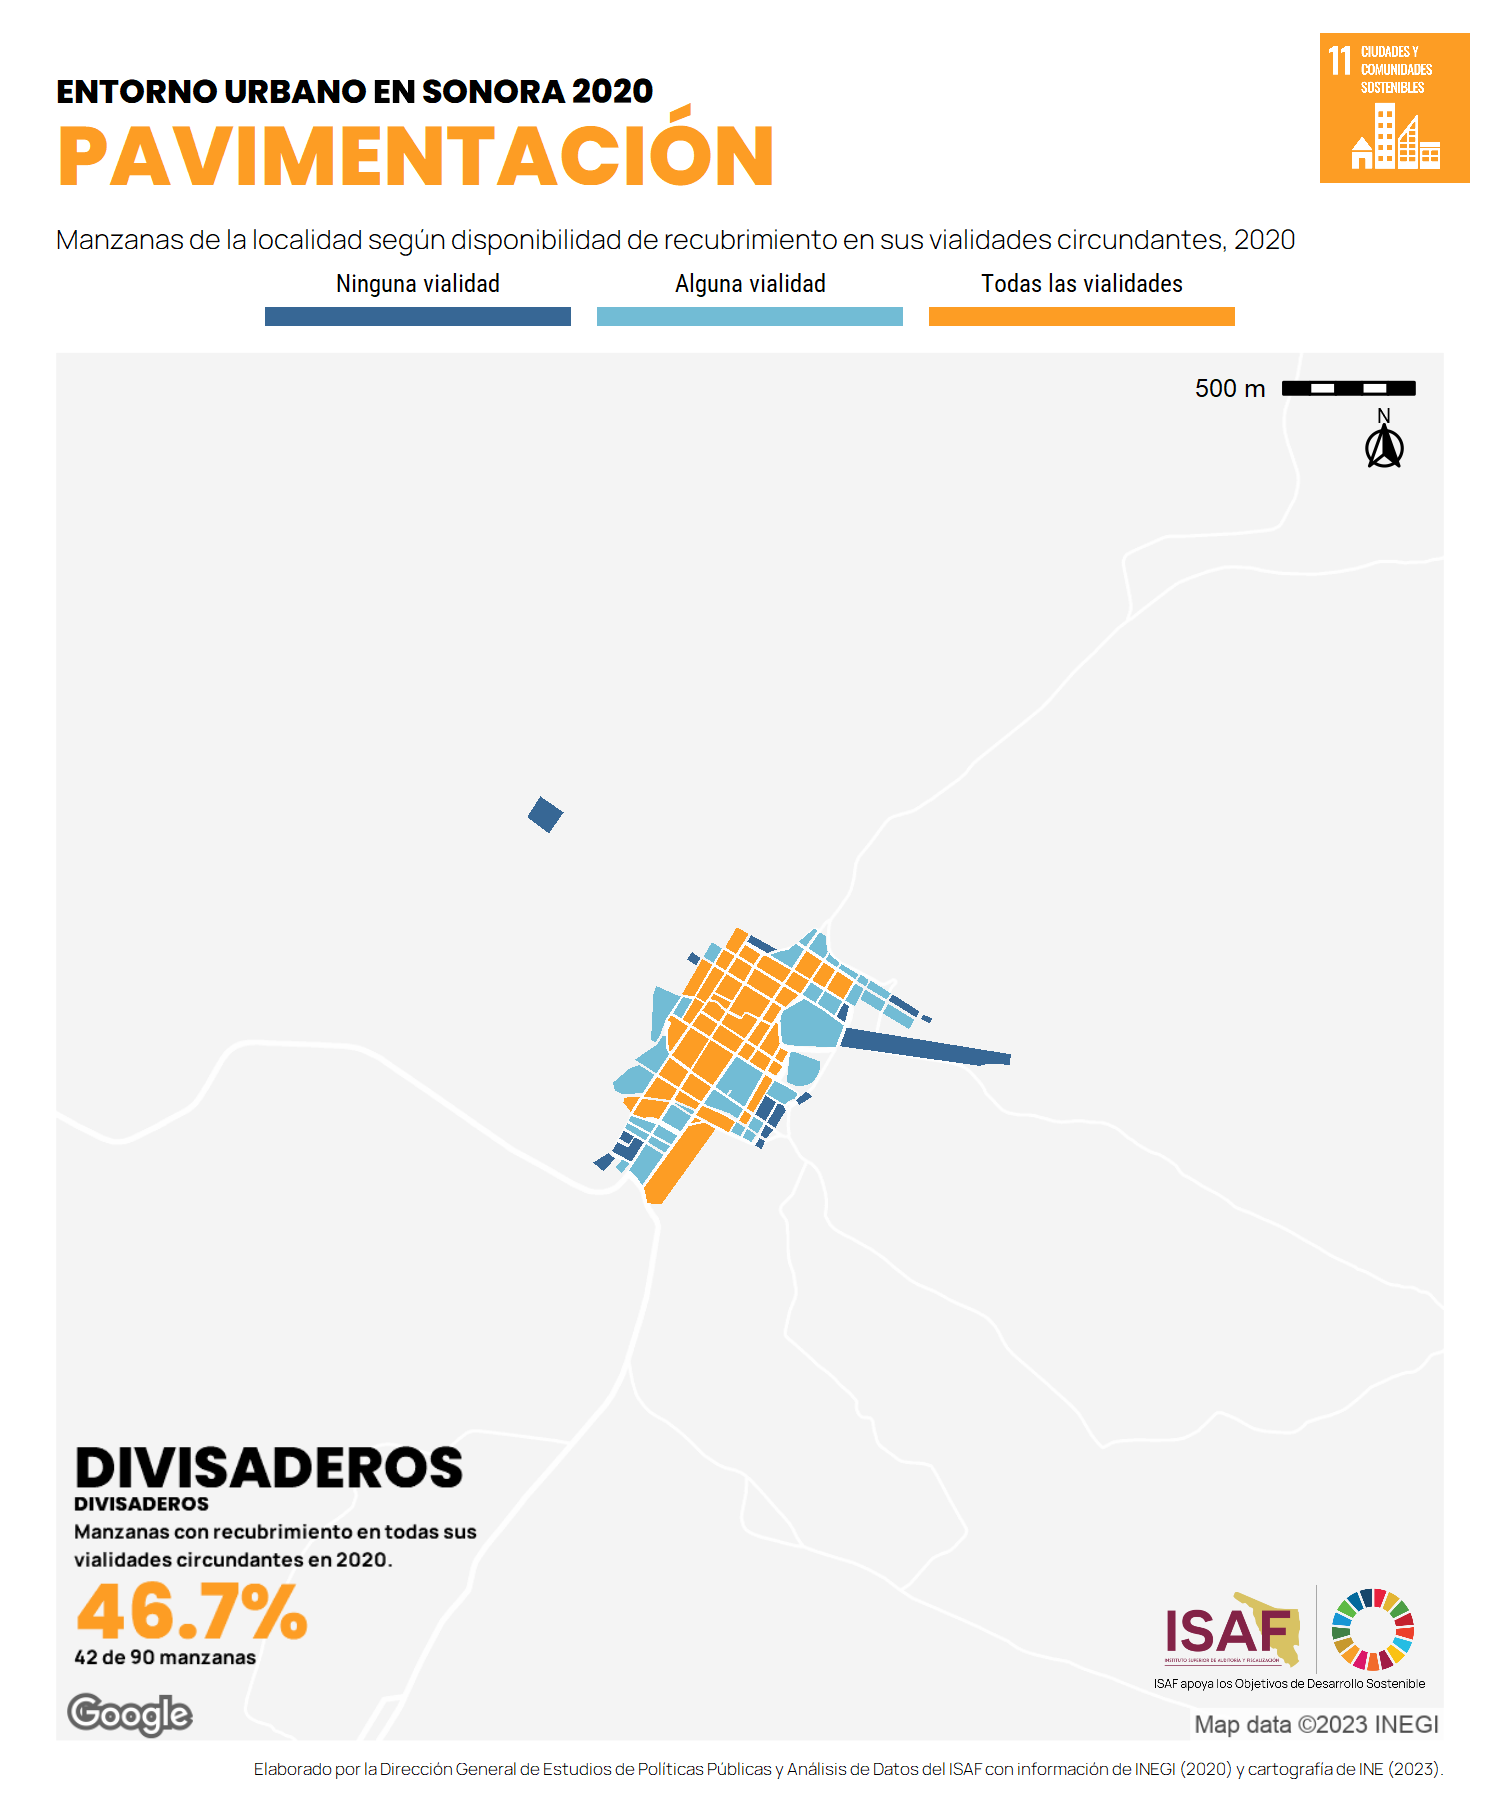 11 CIUDADES Y
COMUNIDADES
SOSTENIBLES
ENTORNO URBANO EN SONORA 2020
PAVIMENTACIÓN
Manzanas de la localidad según disponibilidad de recubrimiento en sus vialidades circundantes, 2020
Ninguna vialidad Alguna vialidad Todas las vialidades
500 m
N
DIVISADEROS
DIVISADEROS
Manzanas con recubrimiento en todas sus
vialidades circundantes en 2020.
46.7%
42 de 90 manzanas
Google
ISAF
INSTITUTO SUPERIOR DE AUDITORÍA Y FISCALIZACIÓN
ISAF apoya los Objetivos de Desarrollo Sostenible
Map data ©2023 INEGI
Elaborado por la Dirección General de Estudios de Políticas Públicas y Análisis de Datos del ISAF con información de INEGI (2020) y cartografía de INE (2023).